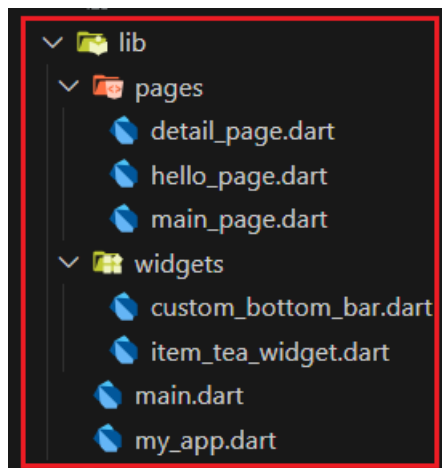 lib
pages
detail_page.dart
hello_page.dart
main_page.dart
widgets
custom_bottom_bar.dart
item_tea_widget.dart
main.dart
my_app.dart